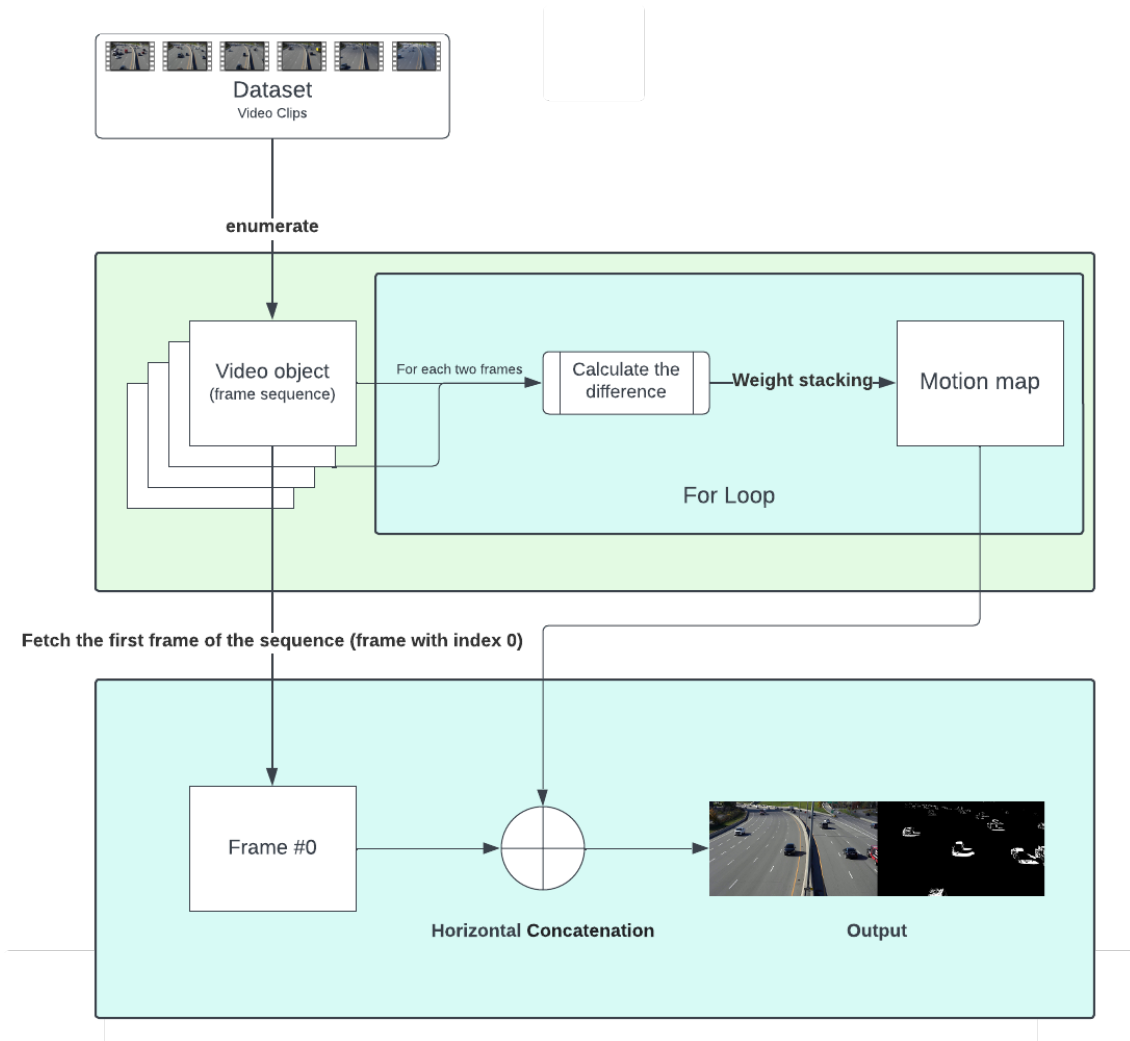 Dataset
Video Clips
enumerate
Video object
(frame sequence)
For each two frames
Calculate the
difference
Weight stacking
Motion map
For Loop
Fetch the first frame of the sequence (frame with index 0)
Frame #0
Horizontal Concatenation
Output